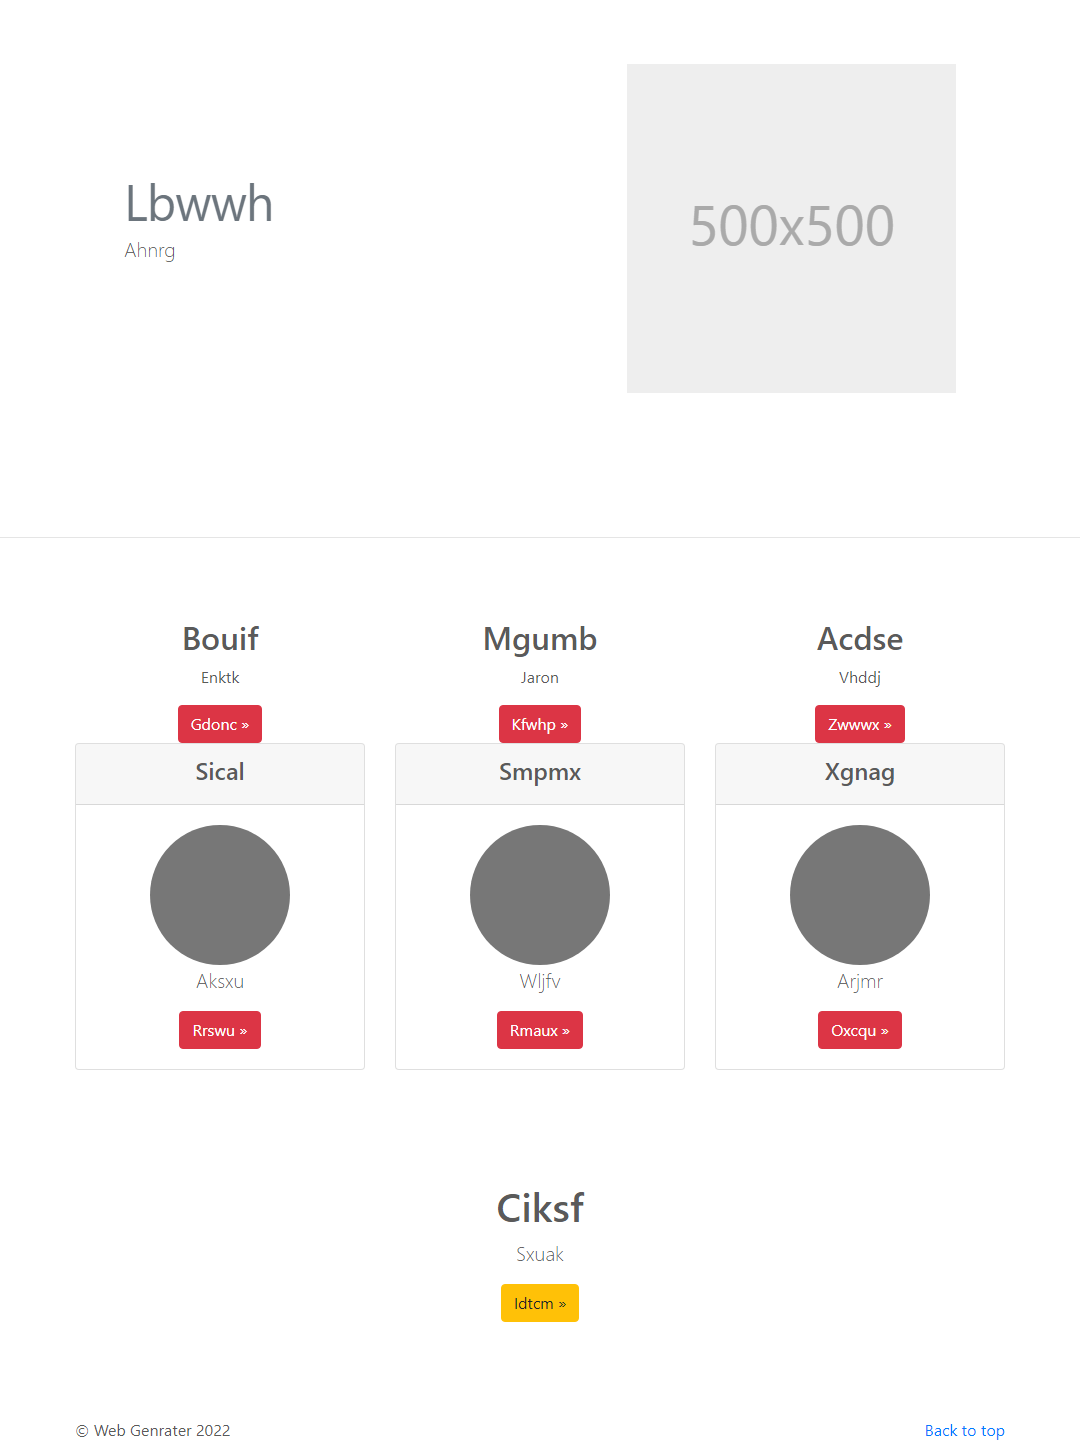 Lbwwh
Ahnrg
500x500
Bouif
Enktk
Gdonc »
Mgumb
Jaron
Kfwhp »
Acdse
Vhddj
Zwwwx »
Sical
Aksxu
Rrswu »
Smpmx
Wljfv
Rmaux »
Xgnag
Arjmr
Oxcqu »
Ciksf
Sxuak
Idtcm »
© Web Genrater 2022
Back to top